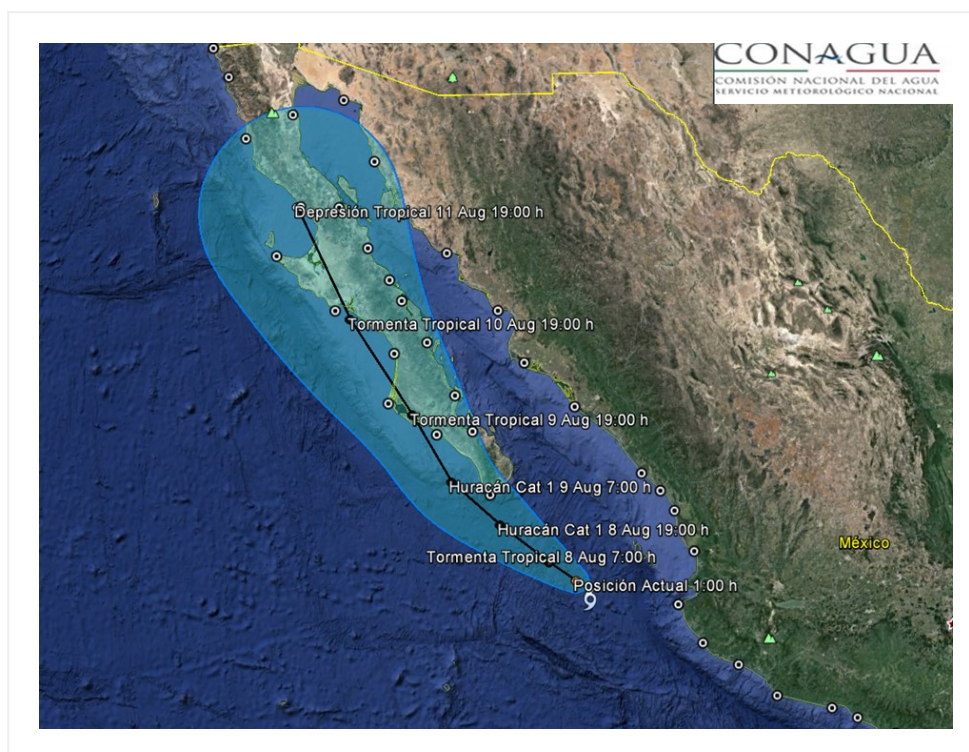 CONAGUA
COMISIÓN NACIONAL DEL AGUA
SERVICIO METEOROLÓGICO NACIONAL
Depresión Tropical 11 Aug 19:00 h
Tormenta Tropical 10 Aug 19:00 h
Tormenta Tropical 9 Aug 19:00 h
Huracán Cat 1 9 Aug 7:00 h
Huracán Cat 1 8 Aug 19:00 h
México
Tormenta Tropical 8 Aug 7:00 h
Posición Actual 1:00 h